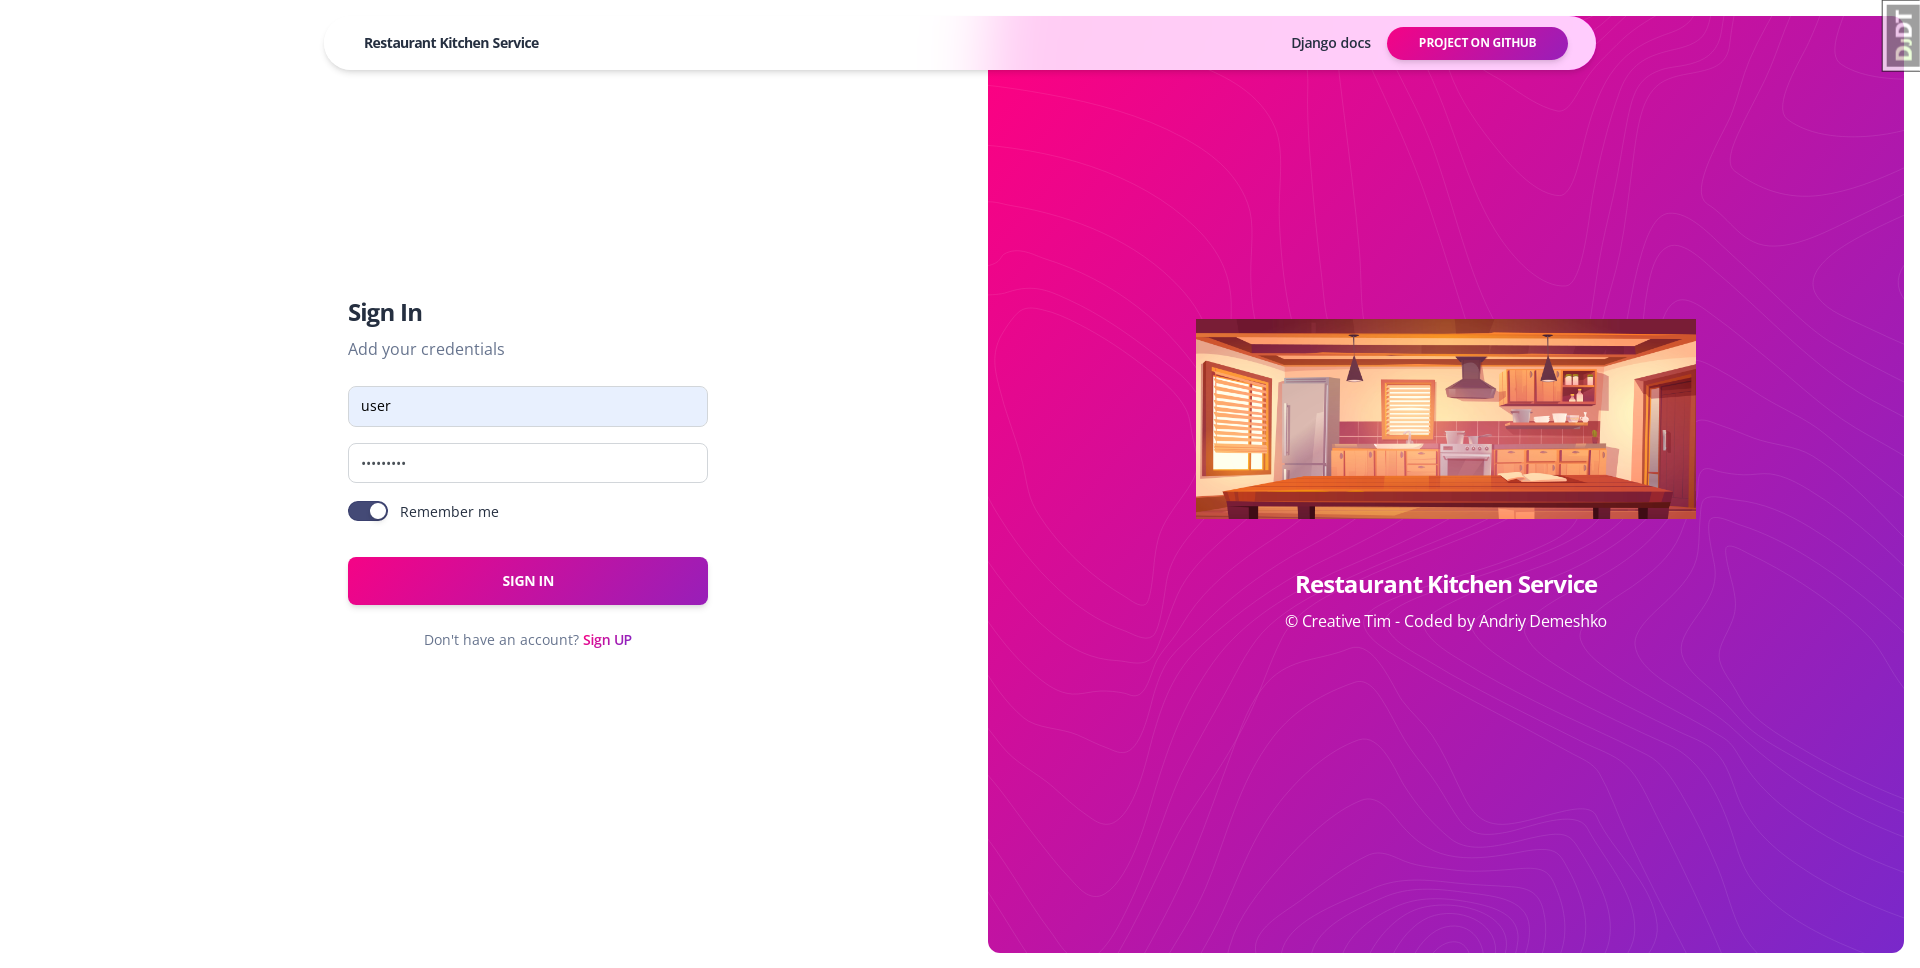 Restaurant Kitchen Service
Django docs
PROJECT ON GITHUB
DjDT
Sign In
Add your credentials
user
•••••••••
Remember me
SIGN IN
Don't have an account? Sign UP
Restaurant Kitchen Service
© Creative Tim - Coded by Andriy Demeshko